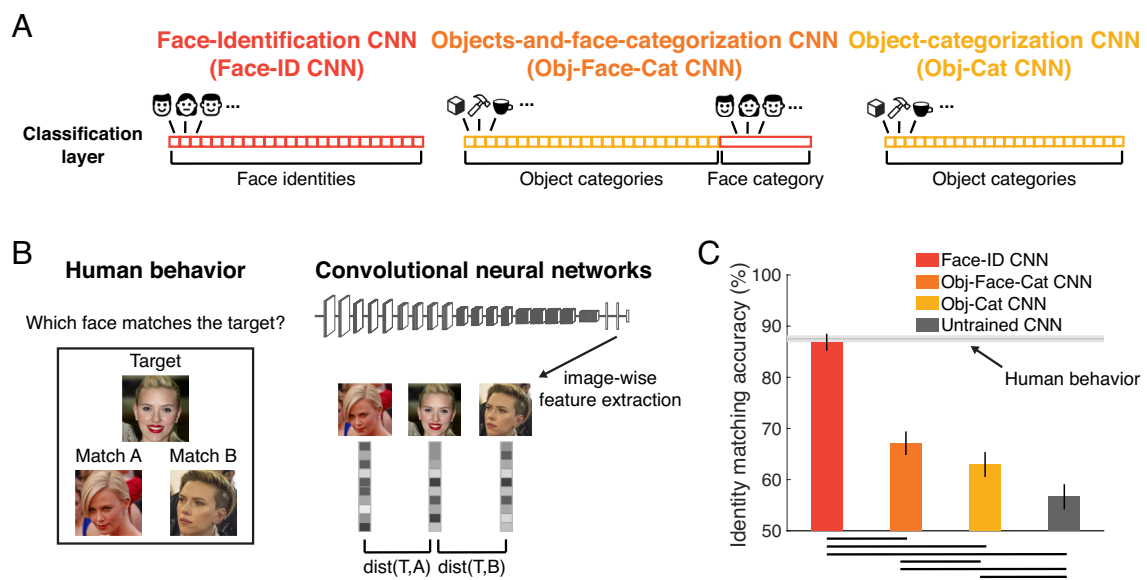 A
Face-Identification CNN
(Face-ID CNN)
Objects-and-face-categorization CNN
(Obj-Face-Cat CNN)
Object-categorization CNN
(Obj-Cat CNN)
...
...
...
...
Classification
layer
Face identities
Object categories
Face category
Object categories
B
Human behavior
Which face matches the target?
Target
Match A
Match B
Convolutional neural networks
image-wise
feature extraction
dist(T,A)
dist(T,B)
C
Identity matching accuracy (%)
100
90
80
70
60
50
Face-ID CNN
Obj-Face-Cat CNN
Obj-Cat CNN
Untrained CNN
Human behavior